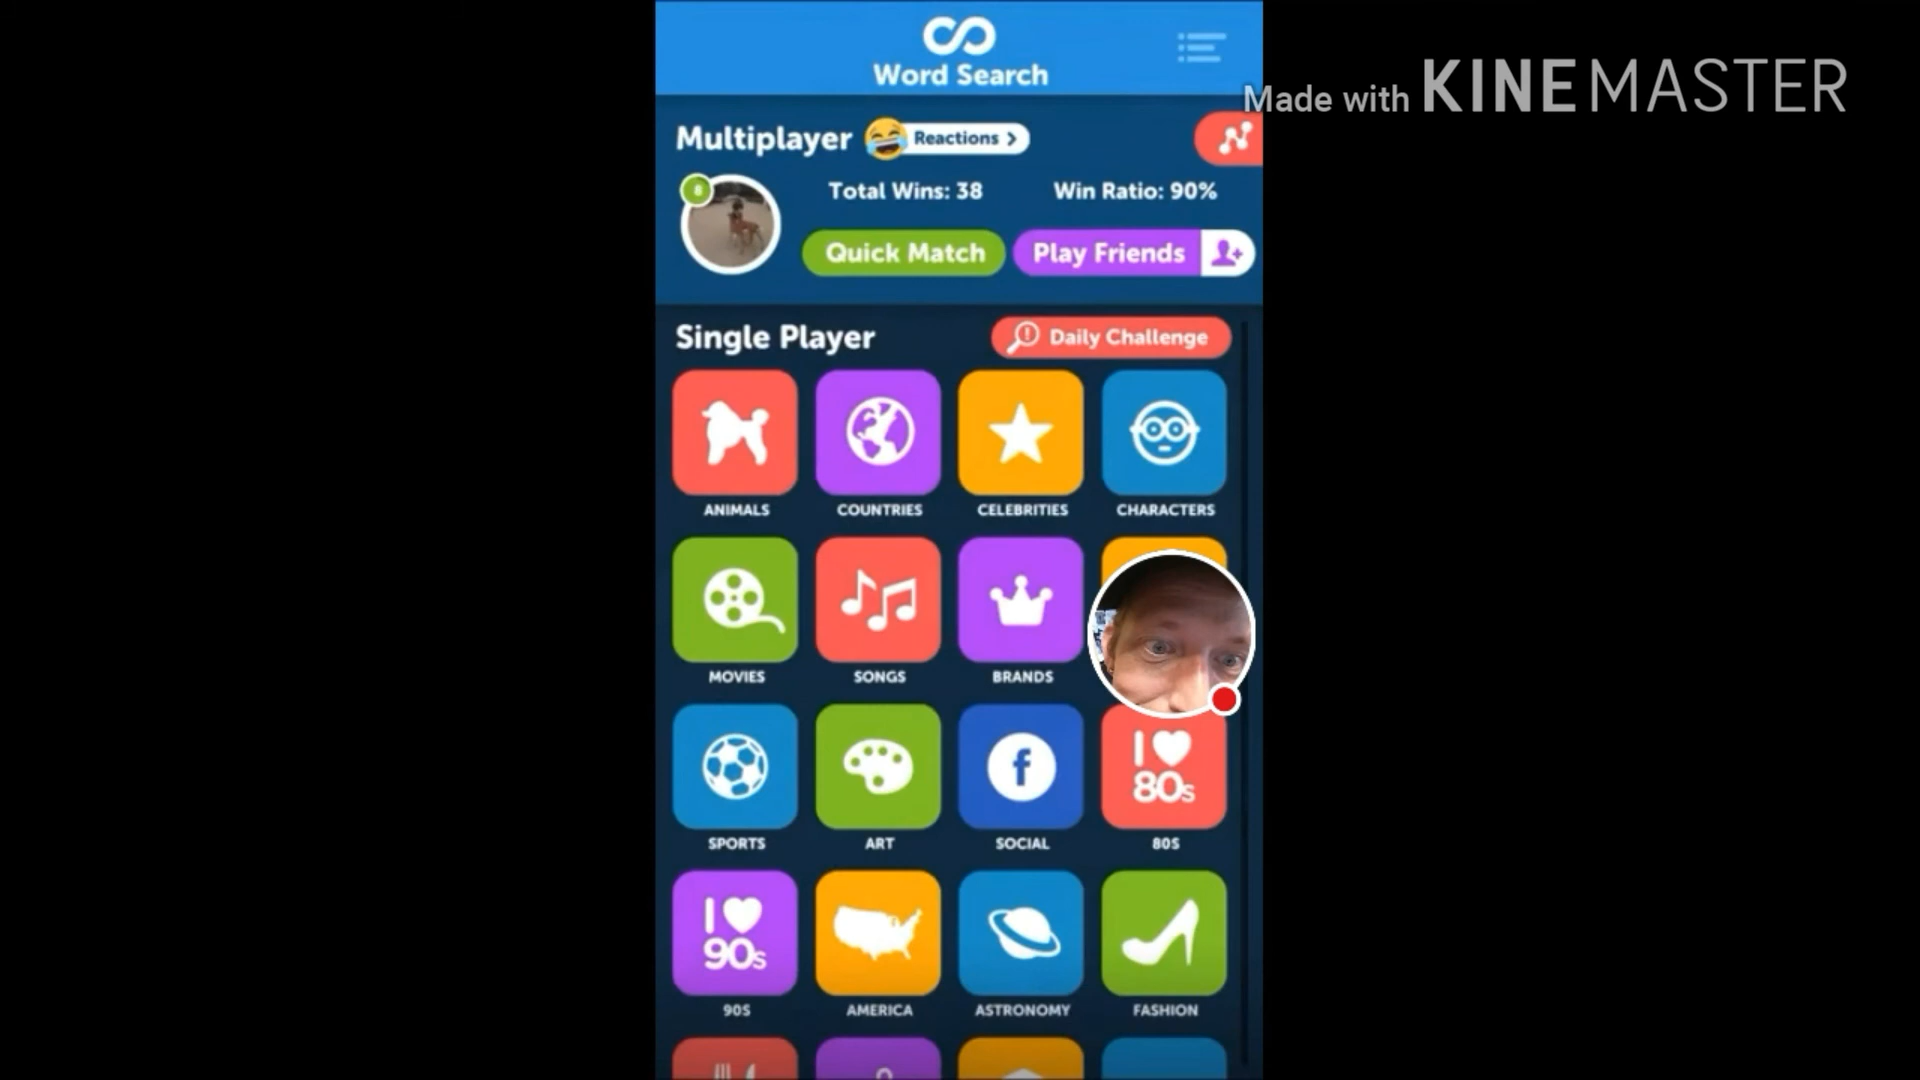 Word Search
Made with KINEMASTER
Multiplayer
Reactions
8
Total Wins: 38
Win Ratio: 90%
Quick Match
Play Friends
Single Player
Daily Challenge
ANIMALS
COUNTRIES
CELEBRITIES
CHARACTERS
MOVIES
SONGS
BRANDS
I
80s
SPORTS
ART
f
SOCIAL
80S
I
90s
90S
AMERICA
ASTRONOMY
FASHION